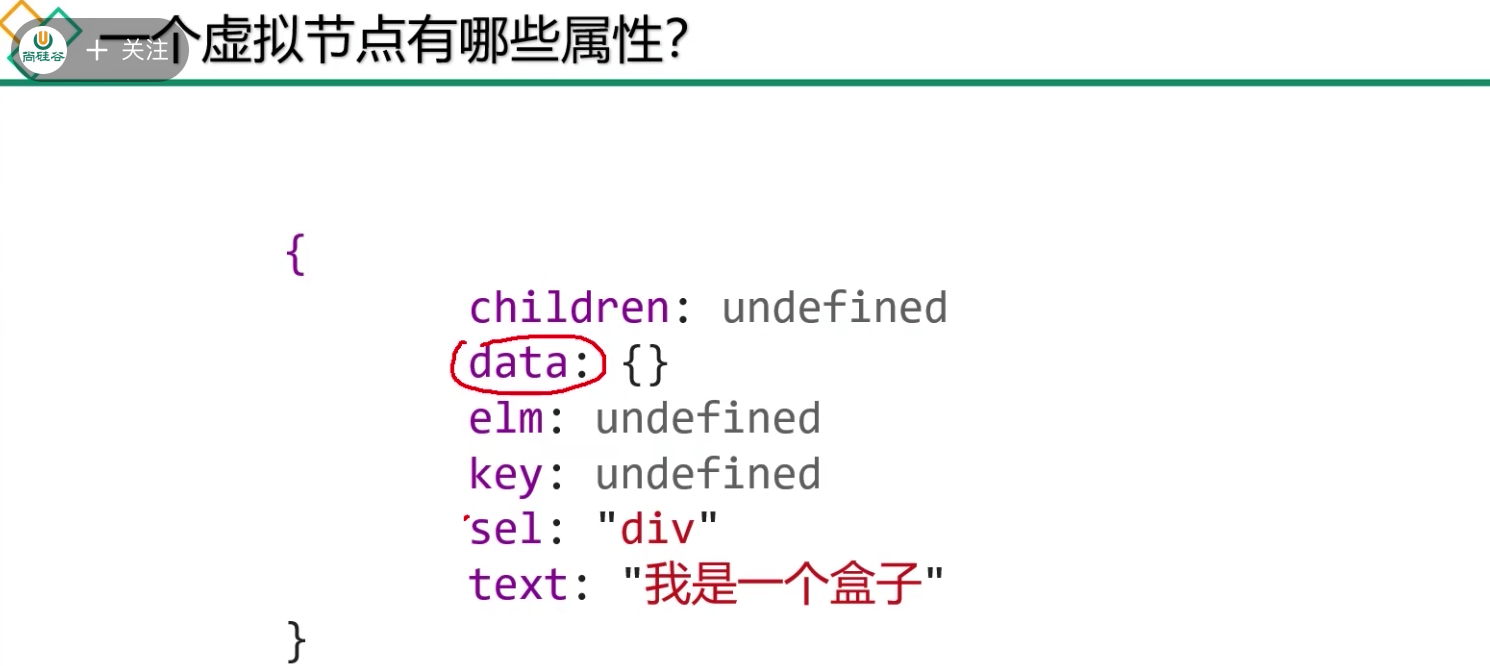 一个虚拟节点有哪些属性？
尚硅谷
+ 关注
{
children: undefined
data: {}
elm: undefined
key: undefined
sel: "div"
text: "我是一个盒子"
}